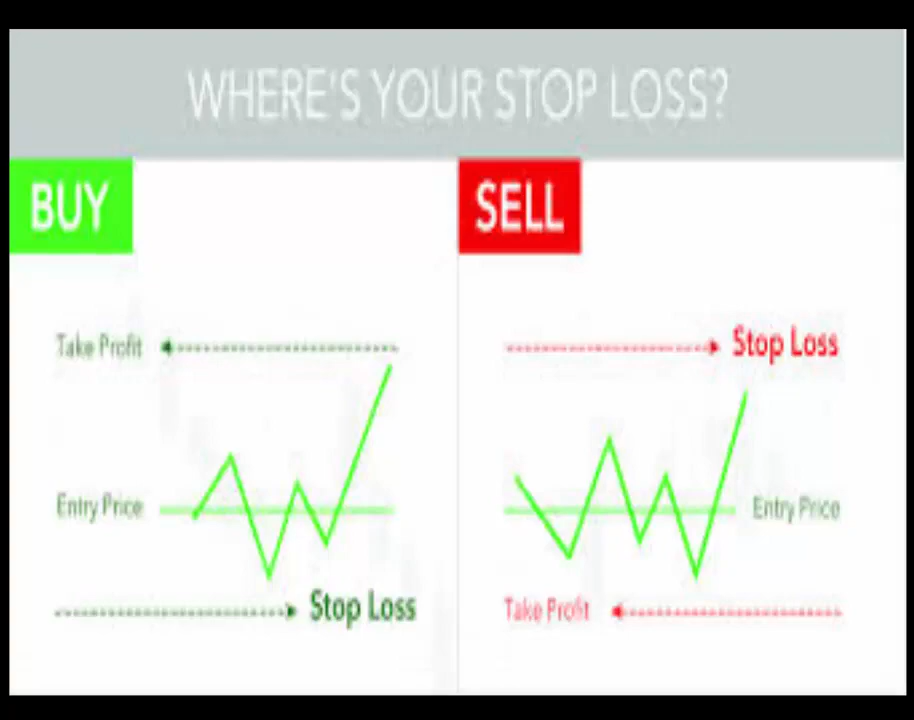 WHERE'S YOUR STOP LOSS?
BUY
Take Profit
Entry Price
Stop Loss
SELL
Stop Loss
Entry Price
Take Profit